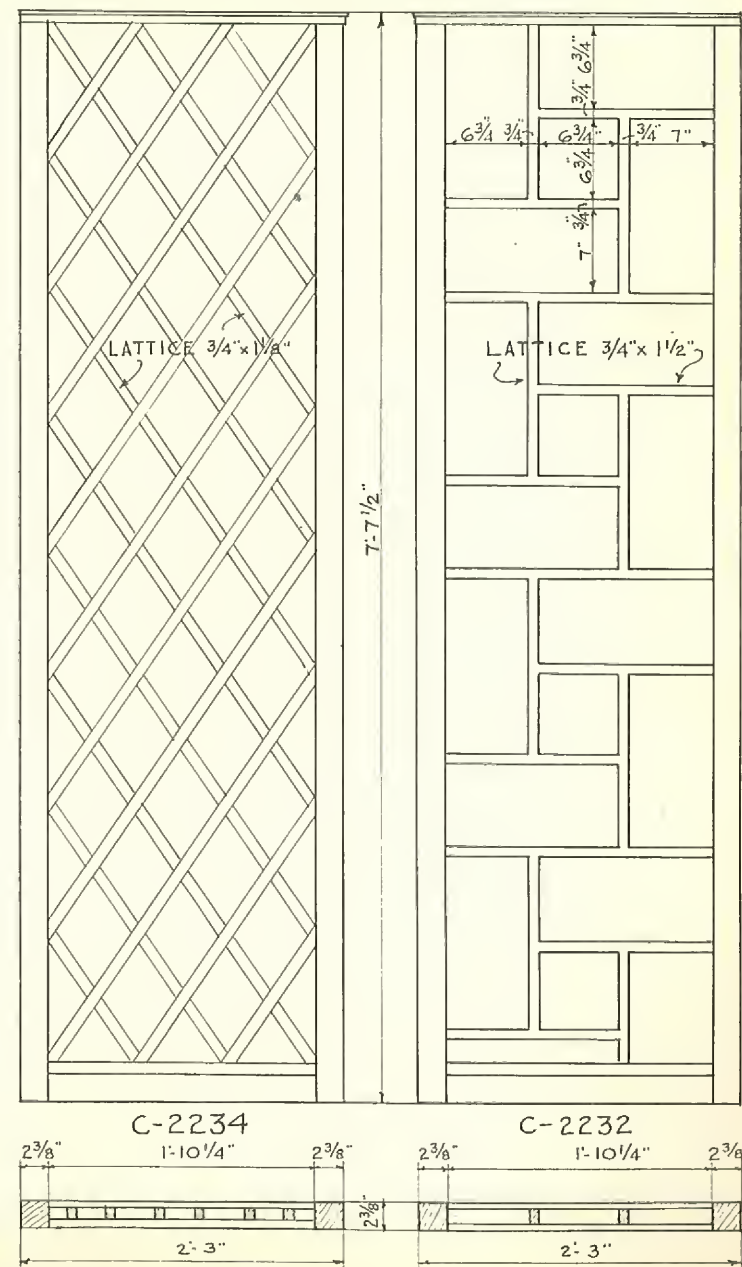 6 3/4" 3/4" 6 3/4" 3/4" 7"
6 3/4"
3/4"
6 3/4"
3/4"
7"
LATTICE 3/4" x 1 1/8"
LATTICE 3/4" x 1 1/2"
7'-7 1/2"
C-2234
C-2232
2 3/8" 1'-10 1/4" 2 3/8"
2 3/8" 1'-10 1/4" 2 3/8
2 3/8"
2'-3"
2'-3"